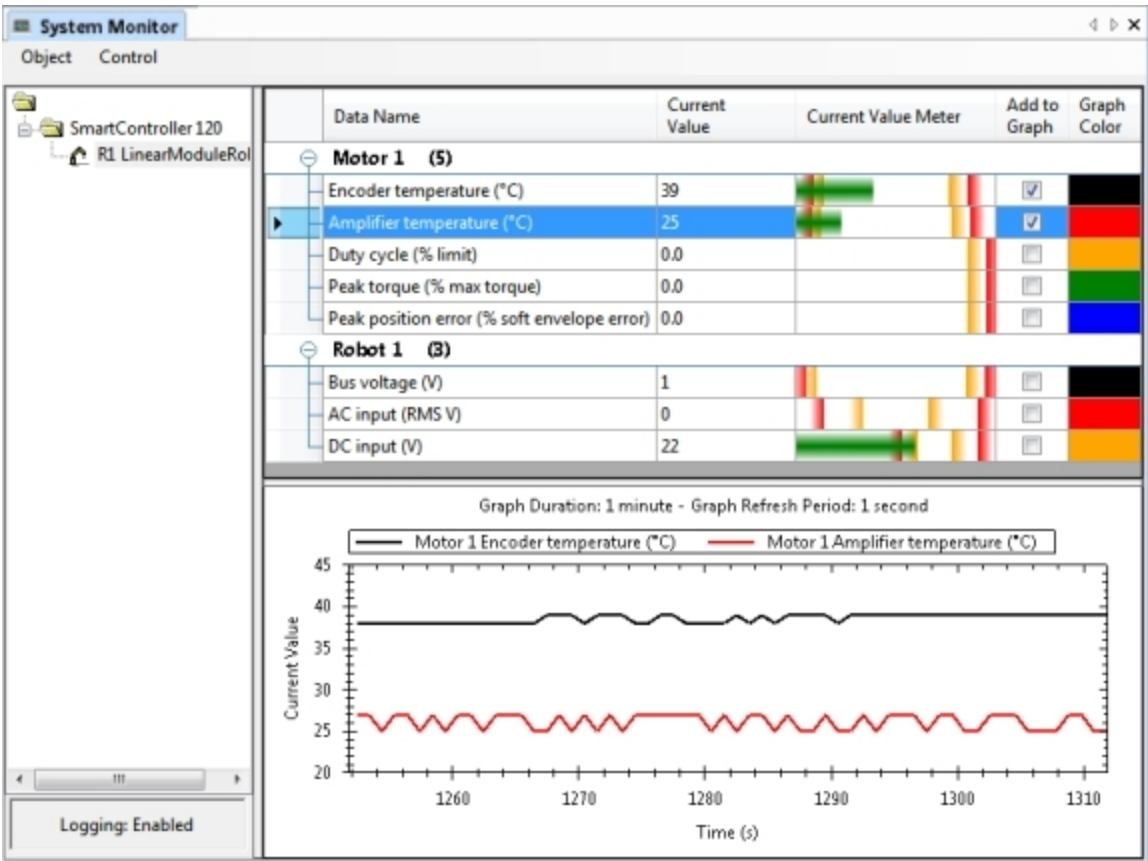 System Monitor
Object Control
SmartController 120
R1 LinearModuleRol
Data Name Current Value Current Value Meter Add to Graph Graph Color
Motor 1 (5)
Encoder temperature (°C) 39
Amplifier temperature (°C) 25
Duty cycle (% limit) 0.0
Peak torque (% max torque) 0.0
Peak position error (% soft envelope error) 0.0
Robot 1 (3)
Bus voltage (V) 1
AC input (RMS V) 0
DC input (V) 22
Graph Duration: 1 minute - Graph Refresh Period: 1 second
Motor 1 Encoder temperature (°C) Motor 1 Amplifier temperature (°C)
45
40
35
30
25
20
Current Value
1260 1270 1280 1290 1300 1310
Time (s)
Logging: Enabled